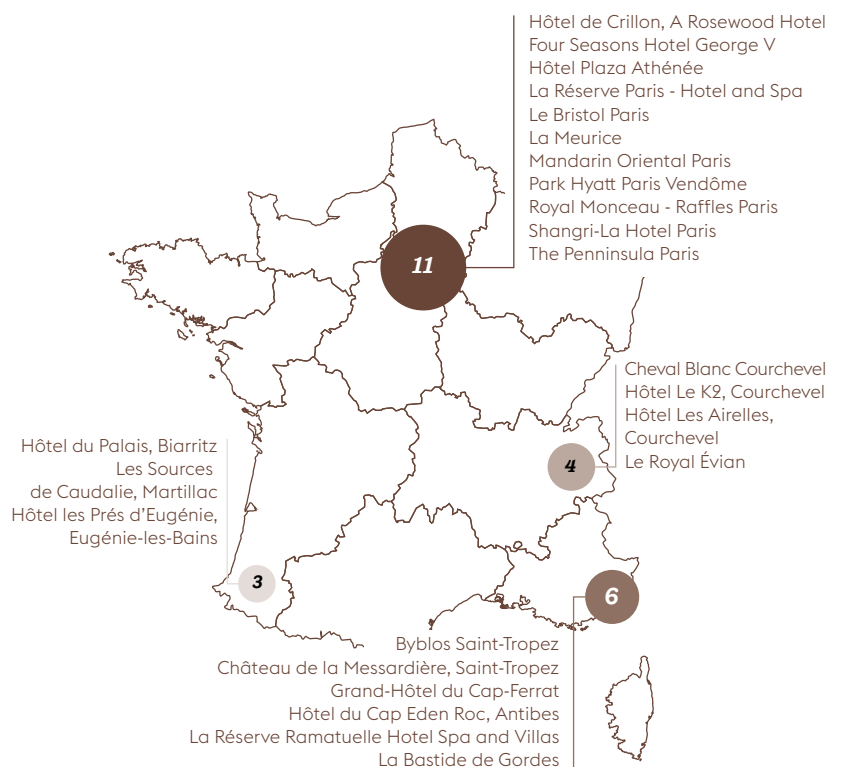 Hôtel de Crillon, A Rosewood Hotel
Four Seasons Hotel George V
Hôtel Plaza Athénée
La Réserve Paris - Hotel and Spa
Le Bristol Paris
La Meurice
Mandarin Oriental Paris
Park Hyatt Paris Vendôme
Royal Monceau - Raffles Paris
Shangri-La Hotel Paris
The Penninsula Paris
11
Cheval Blanc Courchevel
Hôtel Le K2, Courchevel
Hôtel Les Airelles,
Courchevel
Le Royal Évian
4
Hôtel du Palais, Biarritz
Les Sources
de Caudalie, Martillac
Hôtel les Prés d'Eugénie,
Eugénie-les-Bains
3
6
Byblos Saint-Tropez
Château de la Messardière, Saint-Tropez
Grand-Hôtel du Cap-Ferrat
Hôtel du Cap Eden Roc, Antibes
La Réserve Ramatuelle Hotel Spa and Villas
La Bastide de Gordes